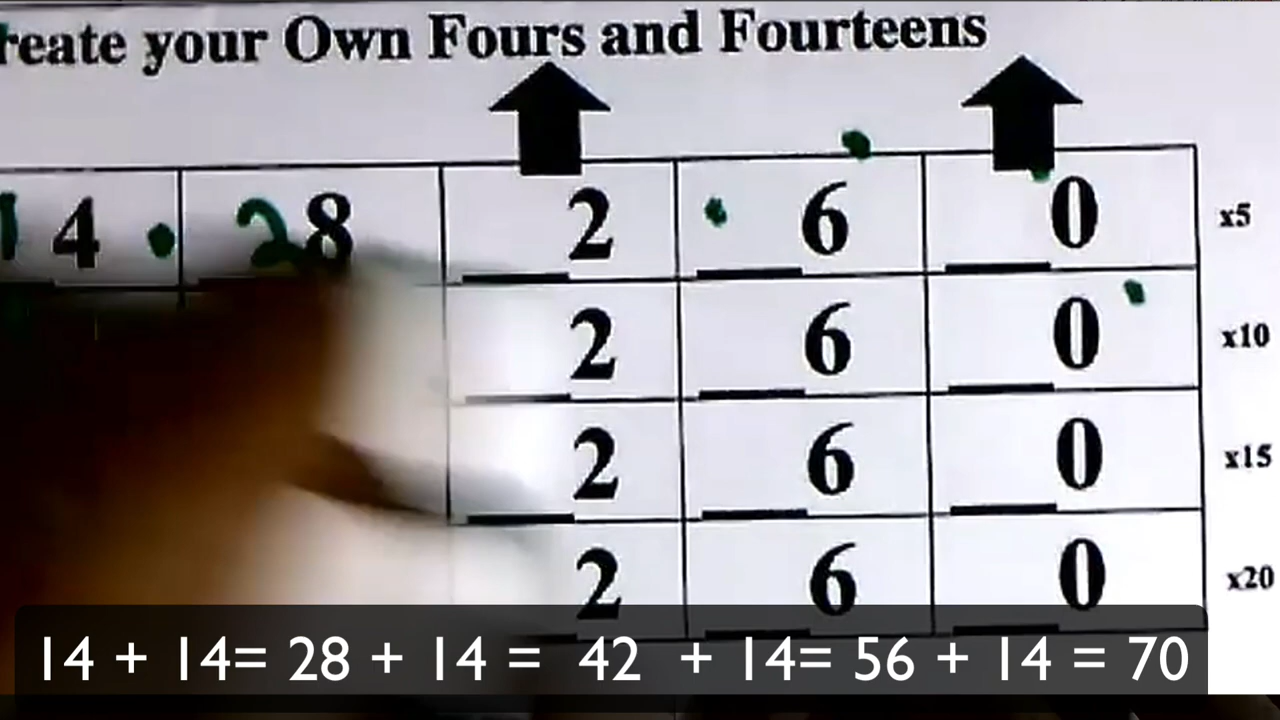 reate your Own Fours and Fourteens
14 28 2 6 0 x5
2 6 0 x10
2 6 0 x15
2 6 0 x20
14 + 14= 28 + 14 = 42 + 14= 56 + 14 = 70